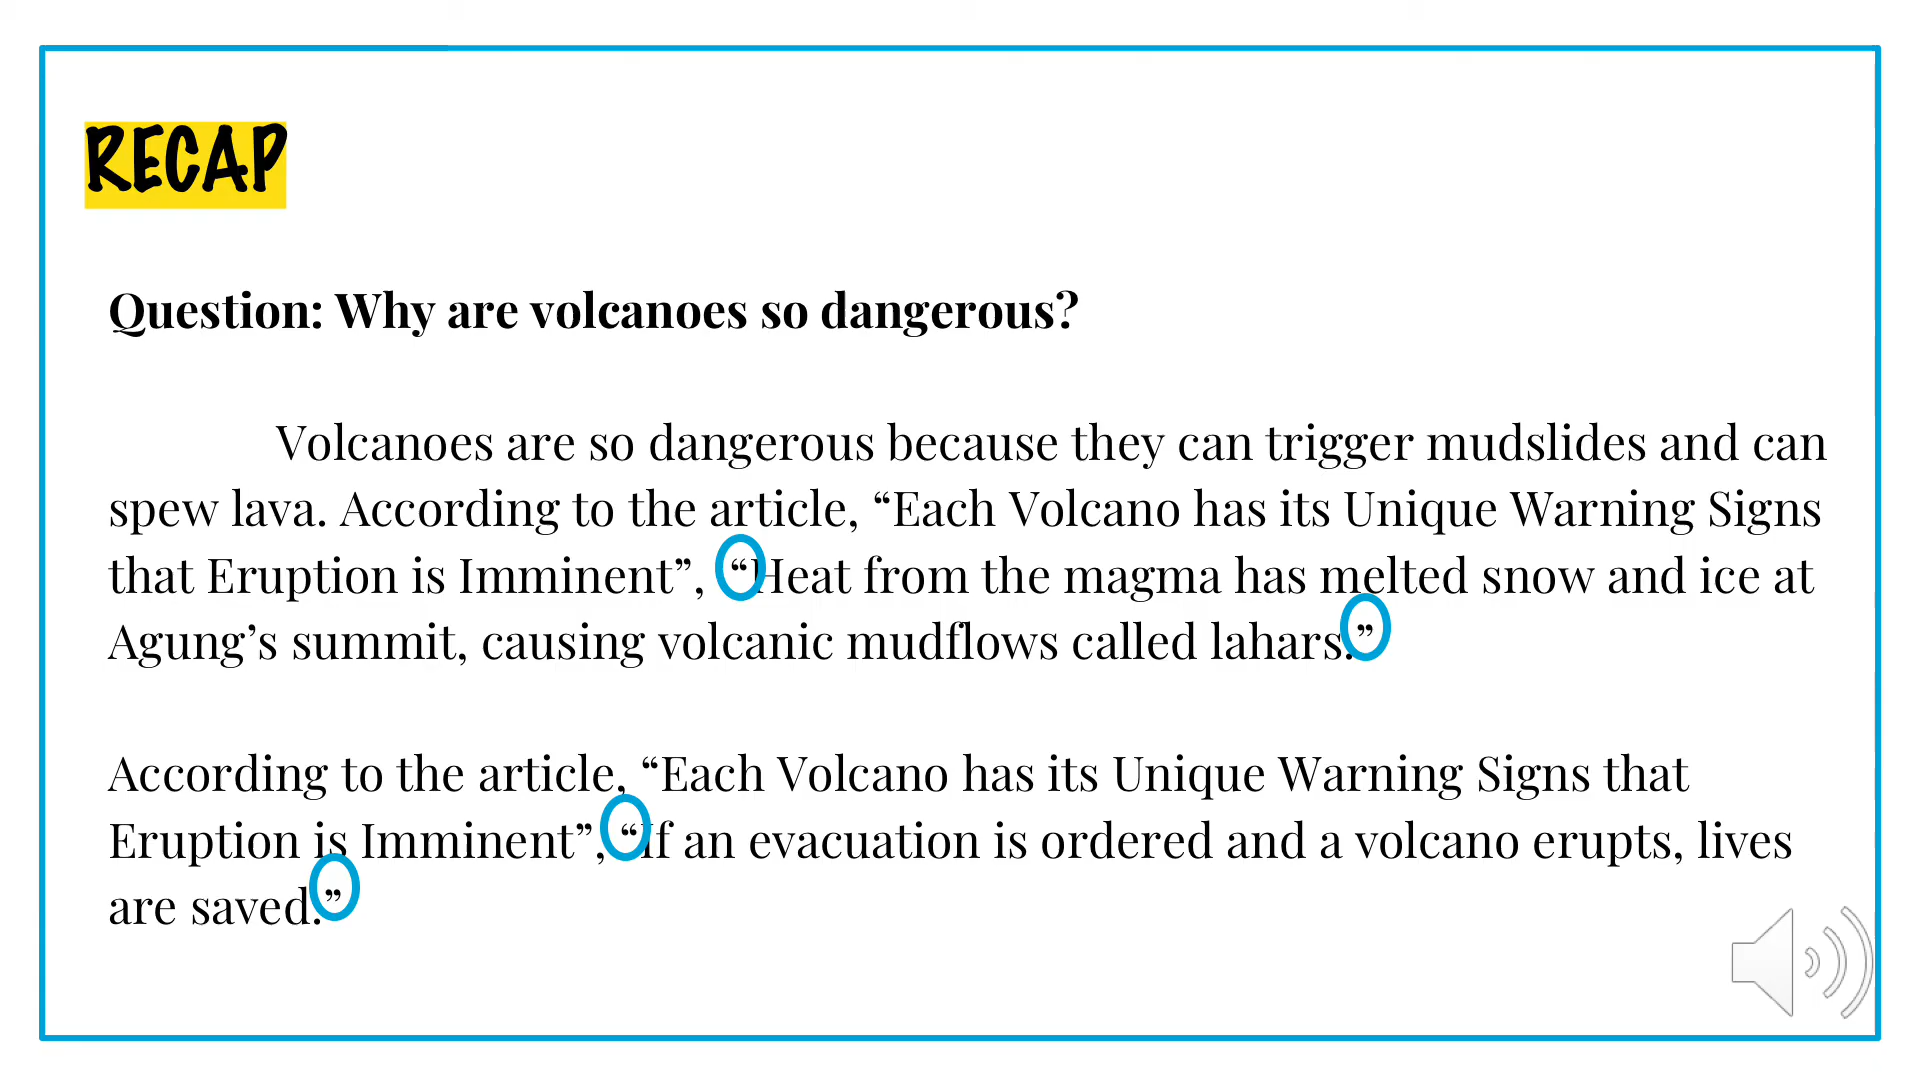 RECAP
Question: Why are volcanoes so dangerous?
Volcanoes are so dangerous because they can trigger mudslides and can
spew lava. According to the article, “Each Volcano has its Unique Warning Signs
that Eruption is Imminent”, “Heat from the magma has melted snow and ice at
Agung’s summit, causing volcanic mudflows called lahars.”
According to the article, “Each Volcano has its Unique Warning Signs that
Eruption is Imminent”, “If an evacuation is ordered and a volcano erupts, lives
are saved.”